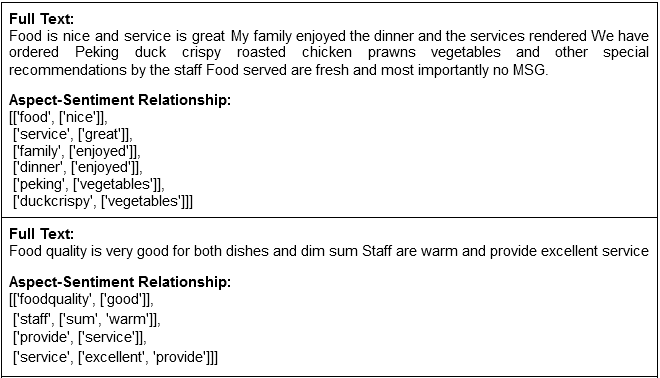 Full Text:
Food is nice and service is great My family enjoyed the dinner and the services rendered We have
ordered Peking duck crispy roasted chicken prawns vegetables and other special
recommendations by the staff Food served are fresh and most importantly no MSG.
Aspect-Sentiment Relationship:
[['food', ['nice']],
['service', ['great']],
['family', ['enjoyed']],
['dinner', ['enjoyed']],
['peking', ['vegetables']],
['duckcrispy', ['vegetables']]]
Full Text:
Food quality is very good for both dishes and dim sum Staff are warm and provide excellent service
Aspect-Sentiment Relationship:
[['foodquality', ['good']],
['staff', ['sum', 'warm']],
['provide', ['service']],
['service', ['excellent', 'provide']]]